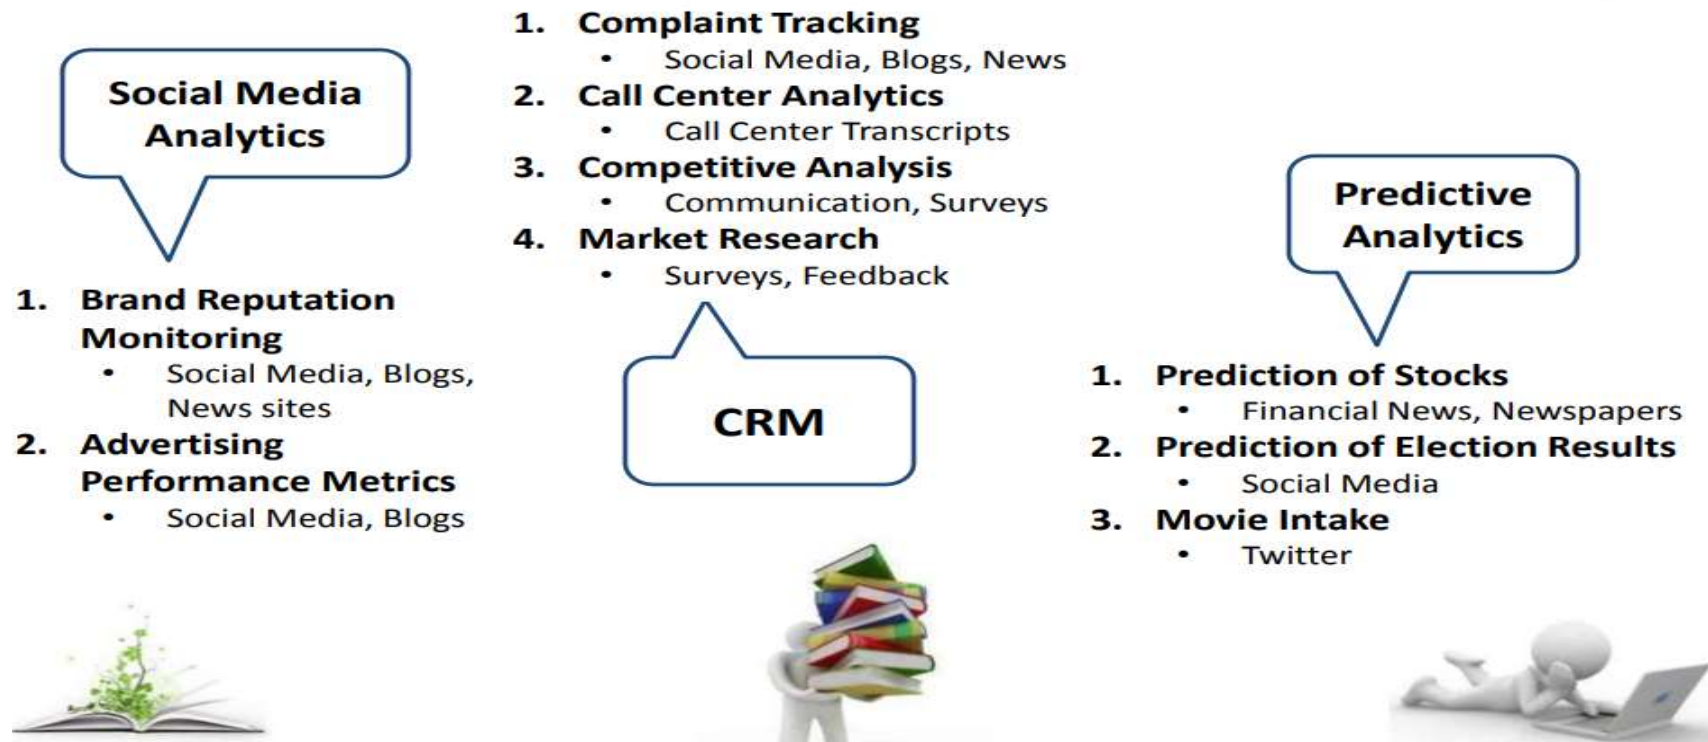 Social Media
Analytics
1. Brand Reputation
Monitoring
• Social Media, Blogs,
News sites
2. Advertising
Performance Metrics
• Social Media, Blogs
1. Complaint Tracking
• Social Media, Blogs, News
2. Call Center Analytics
• Call Center Transcripts
3. Competitive Analysis
• Communication, Surveys
4. Market Research
• Surveys, Feedback
CRM
Predictive
Analytics
1. Prediction of Stocks
• Financial News, Newspapers
2. Prediction of Election Results
• Social Media
3. Movie Intake
• Twitter